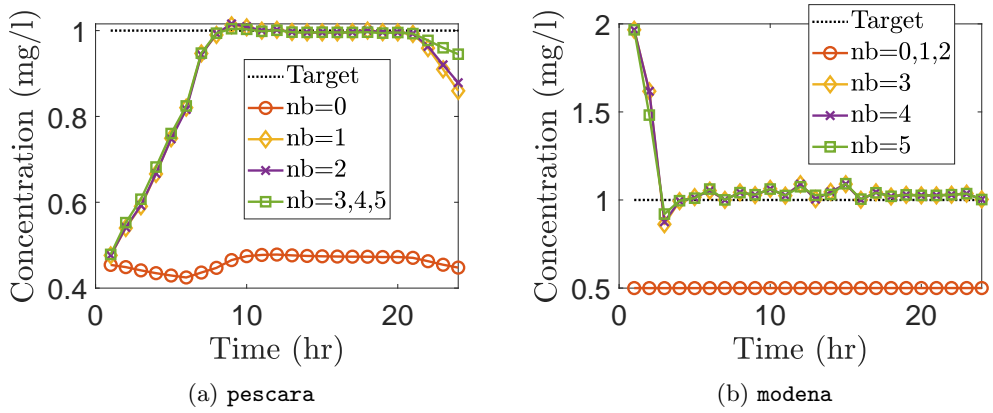 Concentration (mg/l)
1
0.8
0.6
0.4
0
10
20
Time (hr)
Target
nb=0
nb=1
nb=2
nb=3,4,5
(a) pescara
Concentration (mg/l)
2
1.5
1
0.5
0
10
20
Time (hr)
Target
nb=0,1,2
nb=3
nb=4
nb=5
(b) modena